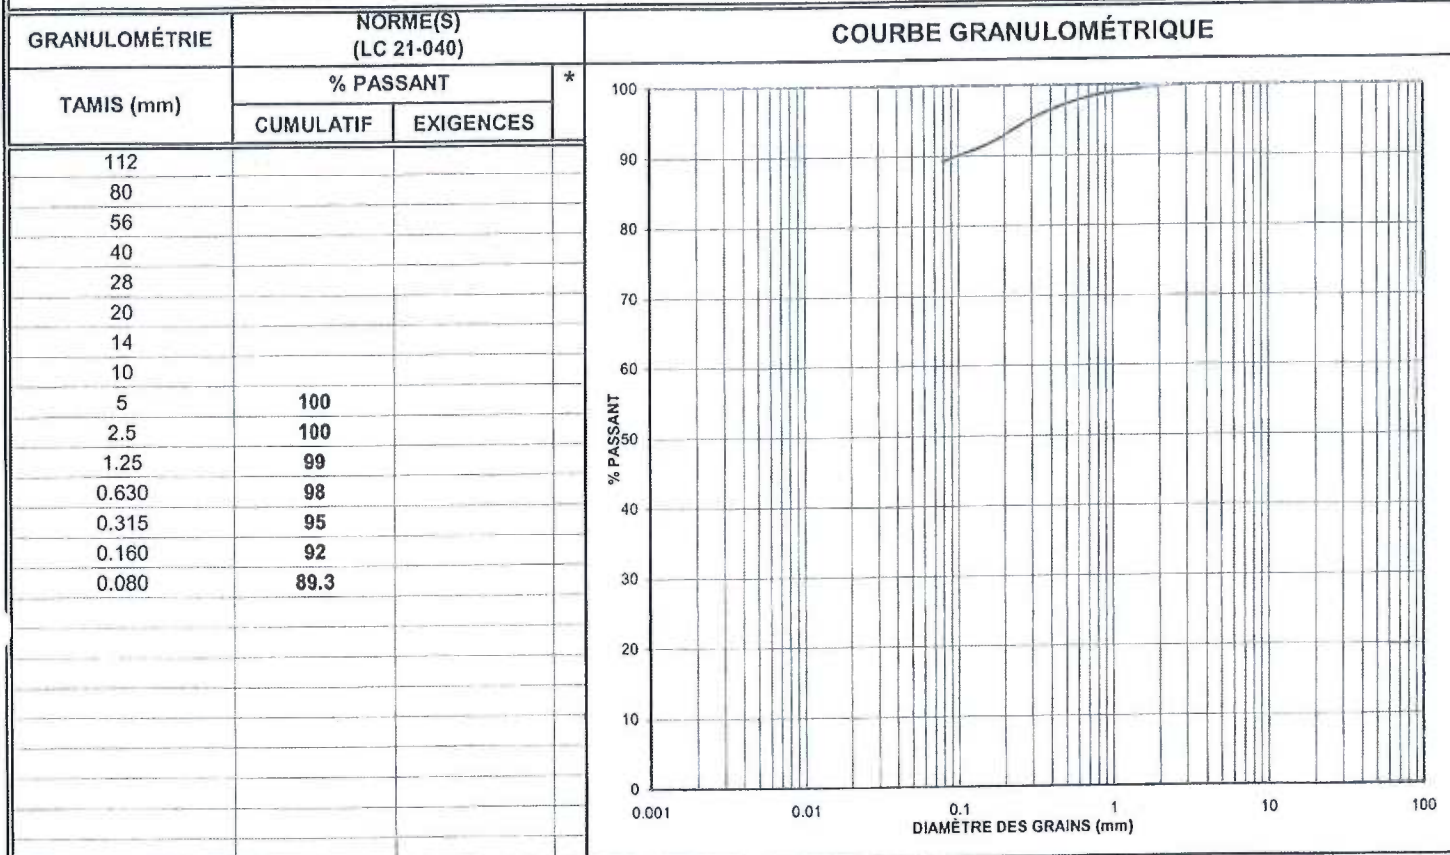 GRANULOMÉTRIE
NORME(S)
(LC 21-040)
COURBE GRANULOMÉTRIQUE
TAMIS (mm)
% PASSANT
*
CUMULATIF EXIGENCES
112
80
56
40
28
20
14
10
5 100
2.5 100
1.25 99
0.630 98
0.315 95
0.160 92
0.080 89.3
% PASSANT
100
90
80
70
60
50
40
30
20
10
0
0.001 0.01 0.1 1 10 100
DIAMÈTRE DES GRAINS (mm)